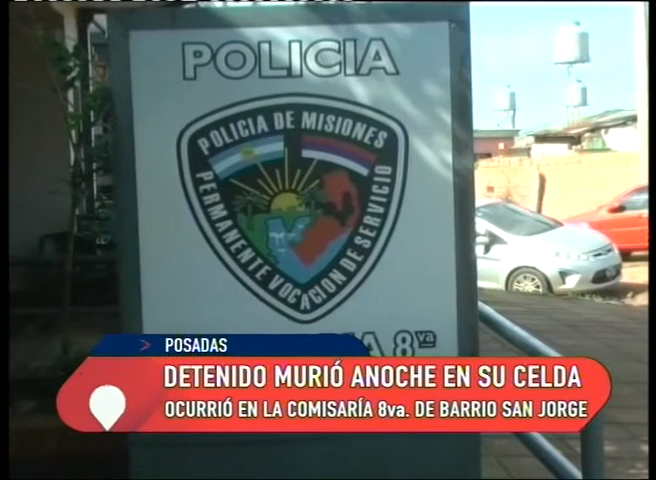 POLICIA
POLICIA DE MISIONES
PERMANENTE VOCACION DE SERVICIO
8va
> POSADAS
DETENIDO MURIÓ ANOCHE EN SU CELDA
OCURRIÓ EN LA COMISARÍA 8va. DE BARRIO SAN JORGE